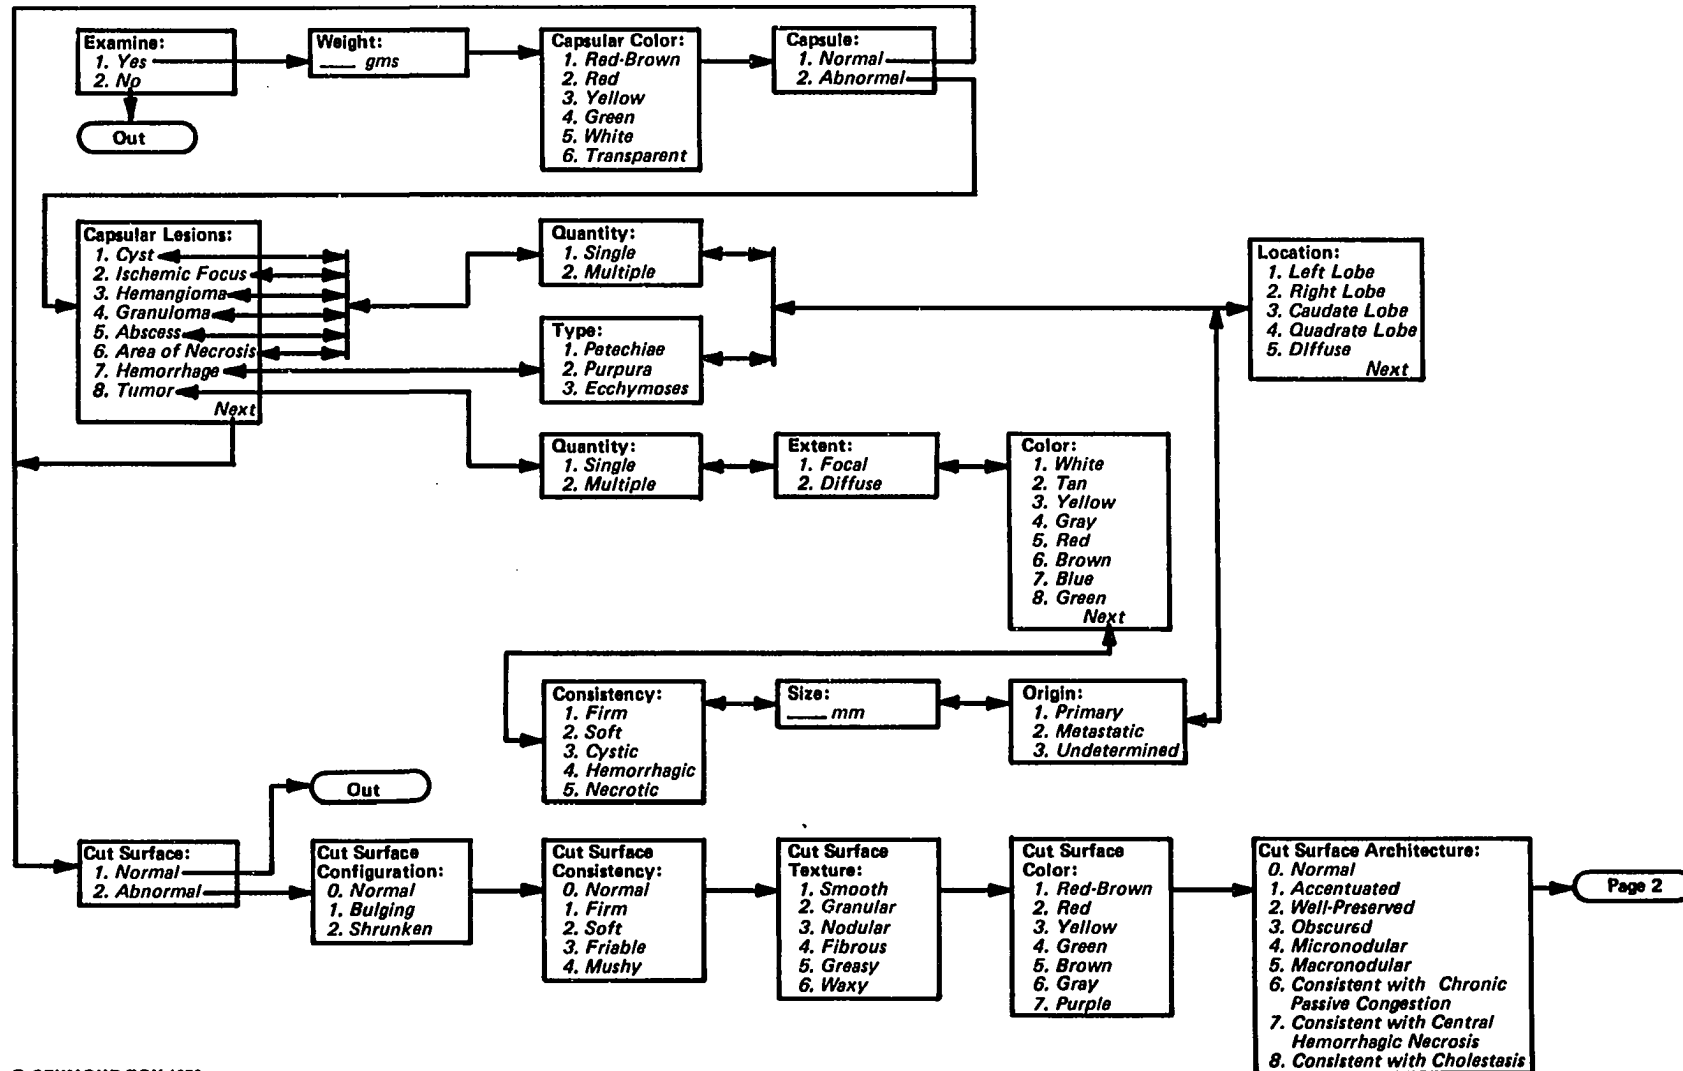 Examine:
1. Yes
2. No
Out
Weight:
____ gms
Capsular Color:
1. Red-Brown
2. Red
3. Yellow
4. Green
5. White
6. Transparent
Capsule:
1. Normal
2. Abnormal
Capsular Lesions:
1. Cyst
2. Ischemic Focus
3. Hemangioma
4. Granuloma
5. Abscess
6. Area of Necrosis
7. Hemorrhage
8. Tumor
Next
Quantity:
1. Single
2. Multiple
Type:
1. Petechiae
2. Purpura
3. Ecchymoses
Location:
1. Left Lobe
2. Right Lobe
3. Caudate Lobe
4. Quadrate Lobe
5. Diffuse
Next
Quantity:
1. Single
2. Multiple
Extent:
1. Focal
2. Diffuse
Color:
1. White
2. Tan
3. Yellow
4. Gray
5. Red
6. Brown
7. Blue
8. Green
Next
Consistency:
1. Firm
2. Soft
3. Cystic
4. Hemorrhagic
5. Necrotic
Size:
____ mm
Origin:
1. Primary
2. Metastatic
3. Undetermined
Out
Cut Surface:
1. Normal
2. Abnormal
Cut Surface
Configuration:
0. Normal
1. Bulging
2. Shrunken
Cut Surface
Consistency:
0. Normal
1. Firm
2. Soft
3. Friable
4. Mushy
Cut Surface
Texture:
1. Smooth
2. Granular
3. Nodular
4. Fibrous
5. Greasy
6. Waxy
Cut Surface
Color:
1. Red-Brown
2. Red
3. Yellow
4. Green
5. Brown
6. Gray
7. Purple
Cut Surface Architecture:
0. Normal
1. Accentuated
2. Well-Preserved
3. Obscured
4. Micronodular
5. Macronodular
6. Consistent with Chronic
Passive Congestion
7. Consistent with Central
Hemorrhagic Necrosis
8. Consistent with Cholestasis
Page 2